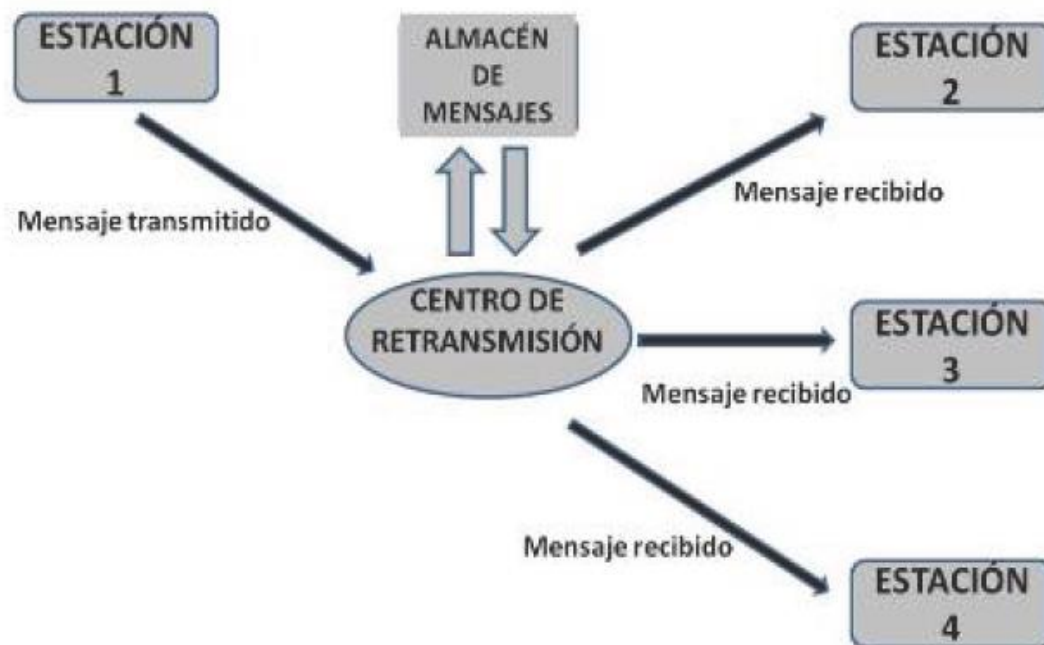 ESTACIÓN
1
ALMACÉN
DE
MENSAJES
ESTACIÓN
2
Mensaje transmitido
Mensaje recibido
CENTRO DE
RETRANSMISIÓN
ESTACIÓN
3
Mensaje recibido
Mensaje recibido
ESTACIÓN
4